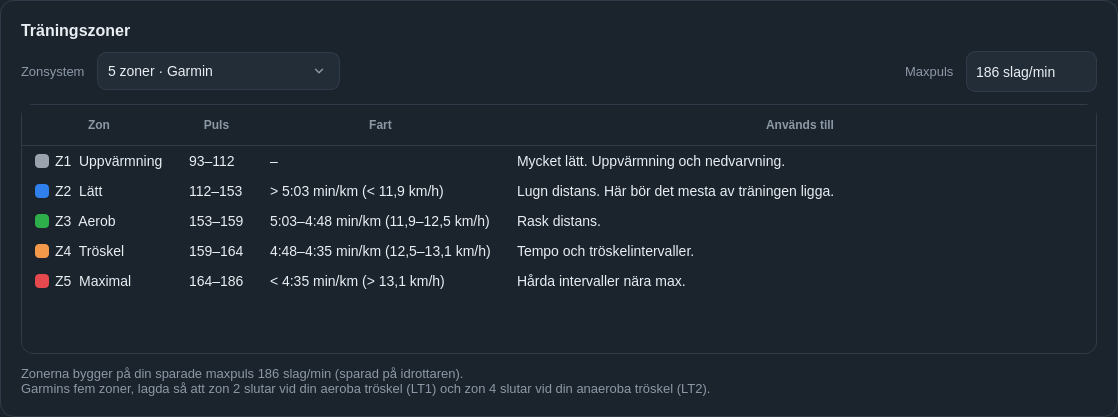 Träningszoner
Zonsystem 5 zoner · Garmin Maxpuls 186 slag/min
Zon Puls Fart Används till
Z1 Uppvärmning 93–112 – Mycket lätt. Uppvärmning och nedvarvning.
Z2 Lätt 112–153 > 5:03 min/km (< 11,9 km/h) Lugn distans. Här bör det mesta av träningen ligga.
Z3 Aerob 153–159 5:03–4:48 min/km (11,9–12,5 km/h) Rask distans.
Z4 Tröskel 159–164 4:48–4:35 min/km (12,5–13,1 km/h) Tempo och tröskelintervaller.
Z5 Maximal 164–186 < 4:35 min/km (> 13,1 km/h) Hårda intervaller nära max.
Zonerna bygger på din sparade maxpuls 186 slag/min (sparad på idrottaren).
Garmins fem zoner, lagda så att zon 2 slutar vid din aeroba tröskel (LT1) och zon 4 slutar vid din anaeroba tröskel (LT2).